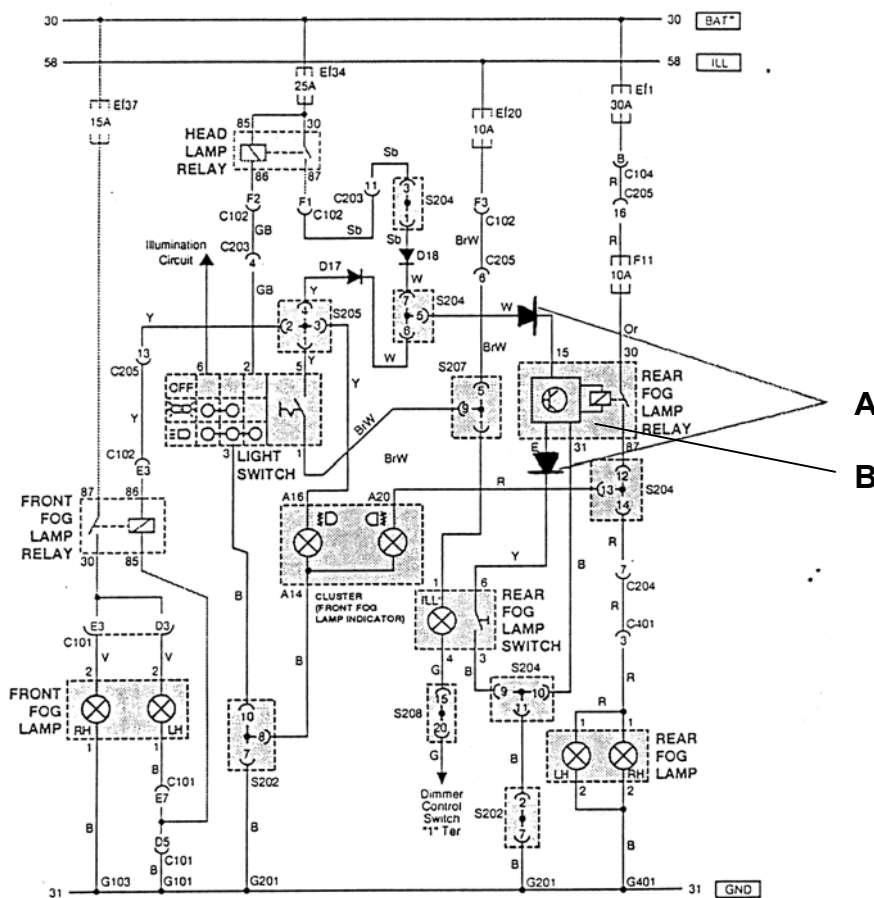 30 30 BAT*
58 58 ILL
Ef34
25A
Ef37
15A
Ef20
10A
Ef1
30A
85 30
HEAD
LAMP
RELAY
86 87
Sb
11
C203
3
S204
B
C104
R
C205
16
F2
C102
F1
C102
F3
C102
GB
Sb
Sb
BrW
R
Illumination
Circuit
C203
4
D18
C205
6
F11
10A
D17
W
GB
Y
Y
4
2 3
1
S205
7
5
6
S204
W
BrW
Or
13
C205
W
S207
15 30
6 2 5
Y
Y
5
9
REAR
FOG
LAMP
RELAY
A
OFF
BrW
Y
E 31 87
B
C102
E3
3
LIGHT
SWITCH
1
BrW
A16 A20
R
12
13
14
S204
87 86
FRONT
FOG
LAMP
RELAY
30 85
Y
R
B
7
C204
A14
CLUSTER
(FRONT FOG
LAMP INDICATOR)
1 6
ILL
REAR
FOG
LAMP
SWITCH
R
C401
3
B
E3 D3
C101
V V
B
4 3
G B
S204
9 10
11
R
R
2 2
FRONT
FOG
LAMP
RH LH
1 1
10
8
7
S202
15
S208
20
1 1
REAR
FOG
LAMP
LH RH
2 2
B
C101
E7
G
B
Dimmer
Control
Switch
"1" Ter
2
S202
7
B
B
D5
C101
B
B
B
31 G103 G101 G201 G201 G401 31 GND